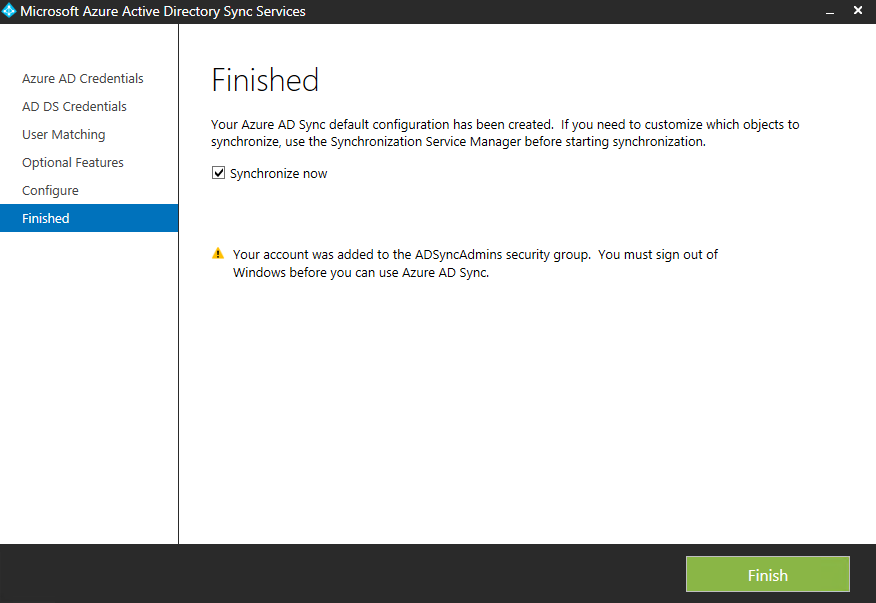 Microsoft Azure Active Directory Sync Services
Azure AD Credentials
AD DS Credentials
User Matching
Optional Features
Configure
Finished
Finished
Your Azure AD Sync default configuration has been created.  If you need to customize which objects to
synchronize, use the Synchronization Service Manager before starting synchronization.
Synchronize now
Your account was added to the ADSyncAdmins security group.  You must sign out of
Windows before you can use Azure AD Sync.
Finish